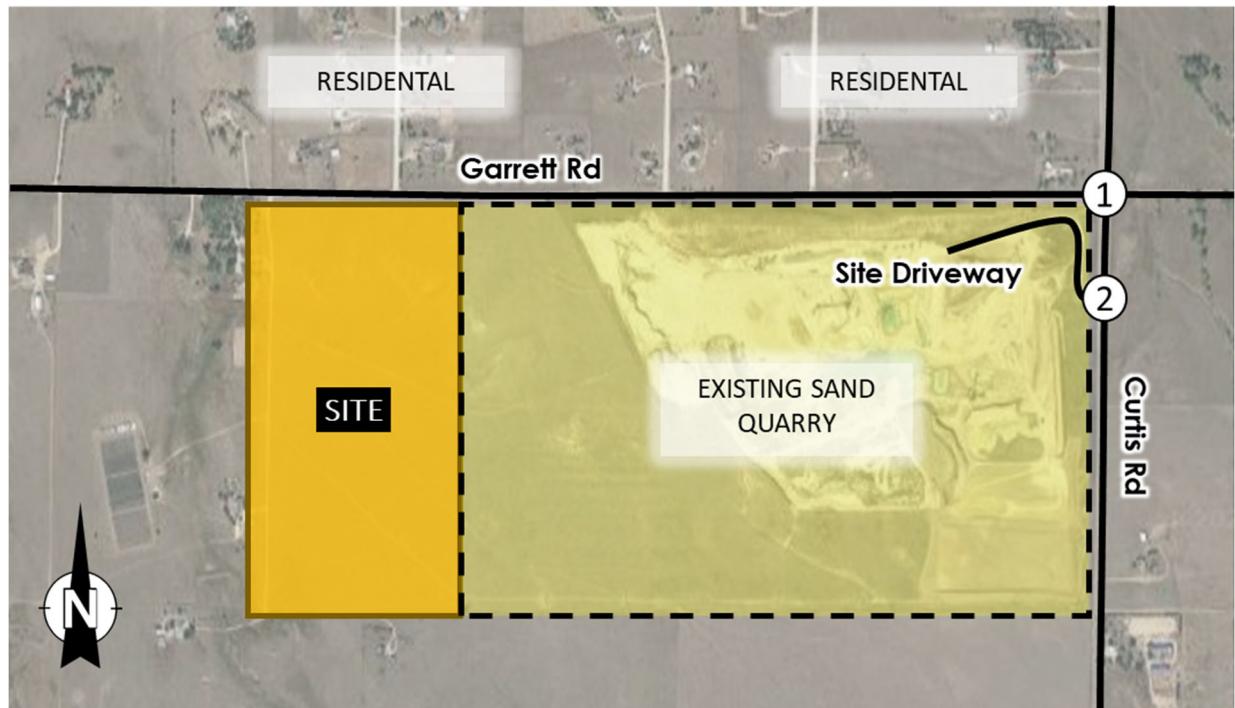 RESIDENTAL
RESIDENTAL
Garrett Rd
1
Site Driveway
2
EXISTING SAND
QUARRY
SITE
Curtis Rd
N